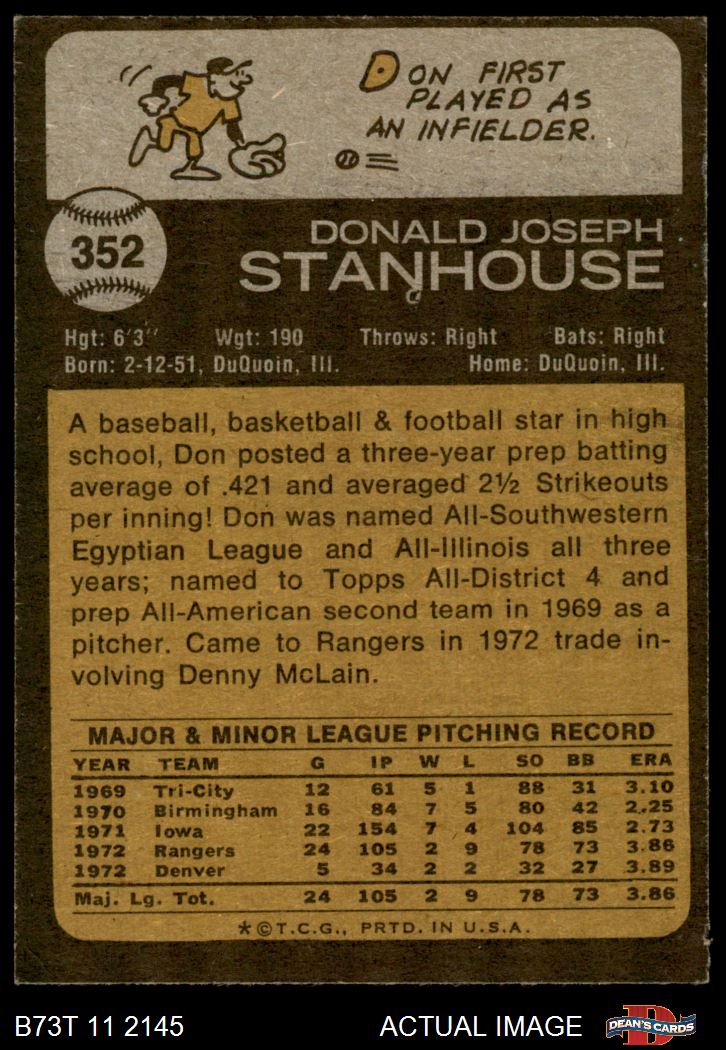 DON FIRST
PLAYED AS
AN INFIELDER.
352
DONALD JOSEPH
STANHOUSE
Hgt: 6'3" Wgt: 190 Throws: Right Bats: Right
Born: 2-12-51, DuQuoin, Ill. Home: DuQuoin, Ill.
A baseball, basketball & football star in high
school, Don posted a three-year prep batting
average of .421 and averaged 2½ Strikeouts
per inning! Don was named All-Southwestern
Egyptian League and All-Illinois all three
years; named to Topps All-District 4 and
prep All-American second team in 1969 as a
pitcher. Came to Rangers in 1972 trade in-
volving Denny McLain.
MAJOR & MINOR LEAGUE PITCHING RECORD
YEAR TEAM G IP W L SO BB ERA
1969 Tri-City 12 61 5 1 88 31 3.10
1970 Birmingham 16 84 7 5 80 42 2.25
1971 Iowa 22 154 7 4 104 85 2.73
1972 Rangers 24 105 2 9 78 73 3.86
1972 Denver 5 34 2 2 32 27 3.89
Maj. Lg. Tot. 24 105 2 9 78 73 3.86
*©T.C.G., PRTD. IN U.S.A.
B73T 11 2145 ACTUAL IMAGE DEAN'S CARDS